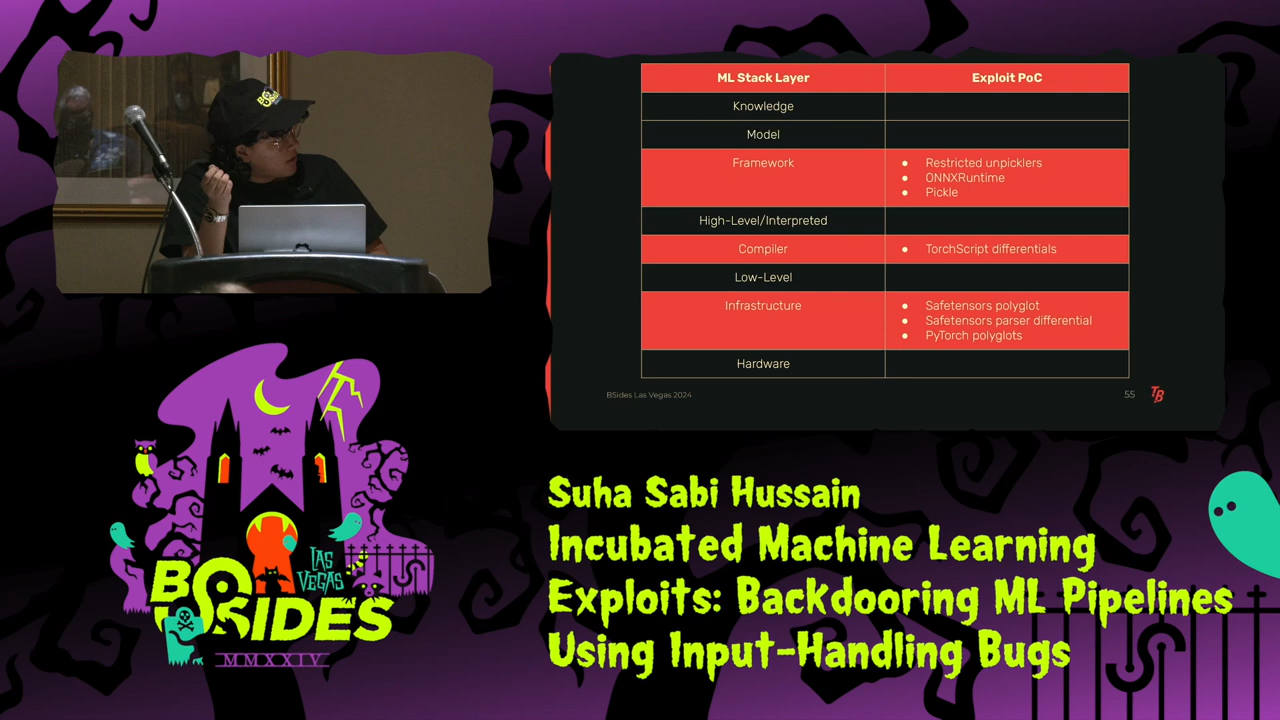 ML Stack Layer Exploit PoC
Knowledge
Model
Framework
● Restricted unpicklers
● ONNXRuntime
● Pickle
High-Level/Interpreted
Compiler
● TorchScript differentials
Low-Level
Infrastructure
● Safetensors polyglot
● Safetensors parser differential
● PyTorch polyglots
Hardware
BSides Las Vegas 2024
55
TB
BSIDES
LAS
VEGAS
MMXXIV
Suha Sabi Hussain
Incubated Machine Learning
Exploits: Backdooring ML Pipelines
Using Input-Handling Bugs